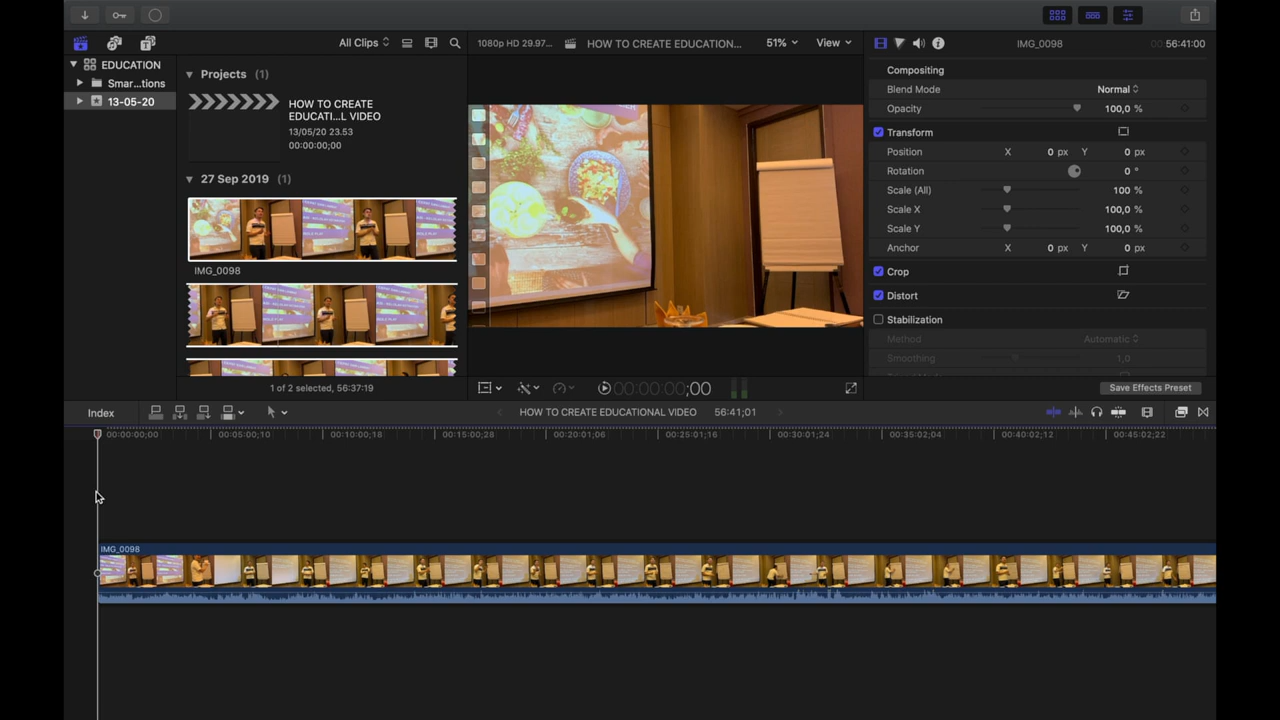 All Clips
1080p HD 29.97...
HOW TO CREATE EDUCATION...
51%
View
IMG_0098
00:56:41:00
EDUCATION
Smar...tions
13-05-20
Projects (1)
HOW TO CREATE
EDUCATI...L VIDEO
13/05/20 23.53
00:00:00;00
27 Sep 2019 (1)
IMG_0098
1 of 2 selected, 56:37:19
00:00:00;00
Compositing
Blend Mode Normal
Opacity 100,0 %
Transform
Position X 0 px Y 0 px
Rotation 0 °
Scale (All) 100 %
Scale X 100,0 %
Scale Y 100,0 %
Anchor X 0 px Y 0 px
Crop
Distort
Stabilization
Method Automatic
Smoothing 1,0
Save Effects Preset
Index
HOW TO CREATE EDUCATIONAL VIDEO 56:41;01
00:00:00;00 00:05:00;10 00:10:00;18 00:15:00;28 00:20:01;06 00:25:01;16 00:30:01;24 00:35:02;04 00:40:02;12 00:45:02;22
IMG_0098